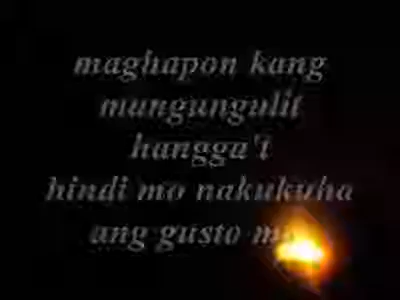 maghapon kang
mungungulit
hangga't
hindi mo nakukuha
ang gusto mo